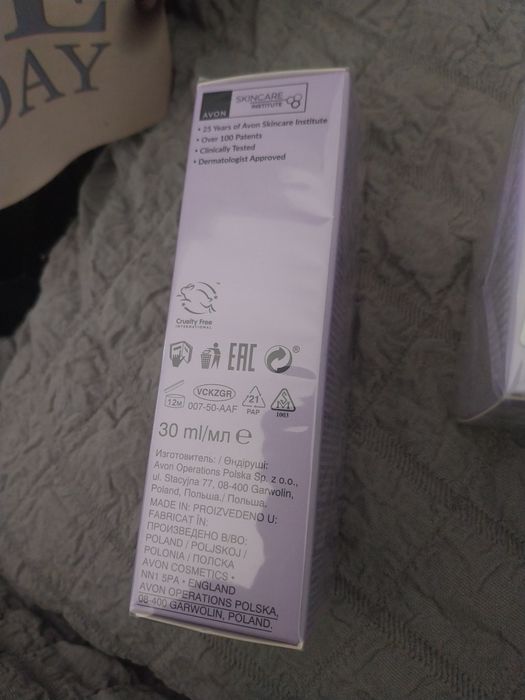 DAY
AVON
SKINCARE
INSTITUTE
• 25 Years of Avon Skincare Institute
• Over 100 Patents
• Clinically Tested
• Dermatologist Approved
Cruelty Free
INTERNATIONAL
EAC
®
12M
VCKZGR
007-50-AAF
21
PAP
1003
30 ml/мл ℮
Изготовитель: / Өндіруші:
Avon Operations Polska Sp. z o.o.,
ul. Stacyjna 77, 08-400 Garwolin,
Poland, Польша./ Польша.
MADE IN: PROIZVEDENO U:
FABRICAT ÎN:
ПРОИЗВЕДЕНО В/ВО:
POLAND / POLJSKOJ /
POLONIA / ПОЛСКА
AVON COSMETICS •
NN1 5PA • ENGLAND
AVON OPERATIONS POLSKA,
08-400 GARWOLIN, POLAND.